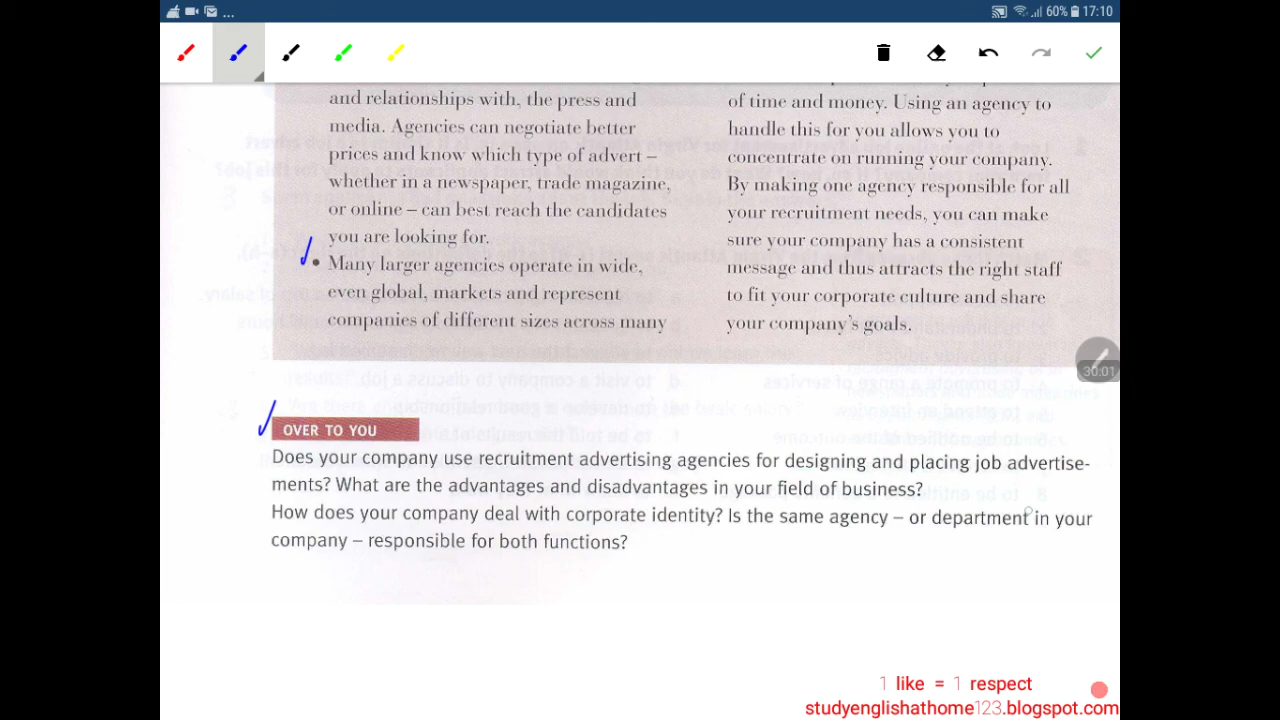 ... 60% 17:10
and relationships with, the press and
media. Agencies can negotiate better
prices and know which type of advert –
whether in a newspaper, trade magazine,
or online – can best reach the candidates
you are looking for.
• Many larger agencies operate in wide,
even global, markets and represent
companies of different sizes across many
of time and money. Using an agency to
handle this for you allows you to
concentrate on running your company.
By making one agency responsible for all
your recruitment needs, you can make
sure your company has a consistent
message and thus attracts the right staff
to fit your corporate culture and share
your company's goals.
30:01
OVER TO YOU
Does your company use recruitment advertising agencies for designing and placing job advertise-
ments? What are the advantages and disadvantages in your field of business?
How does your company deal with corporate identity? Is the same agency – or department in your
company – responsible for both functions?
1 like = 1 respect
studyenglishathome123.blogspot.com